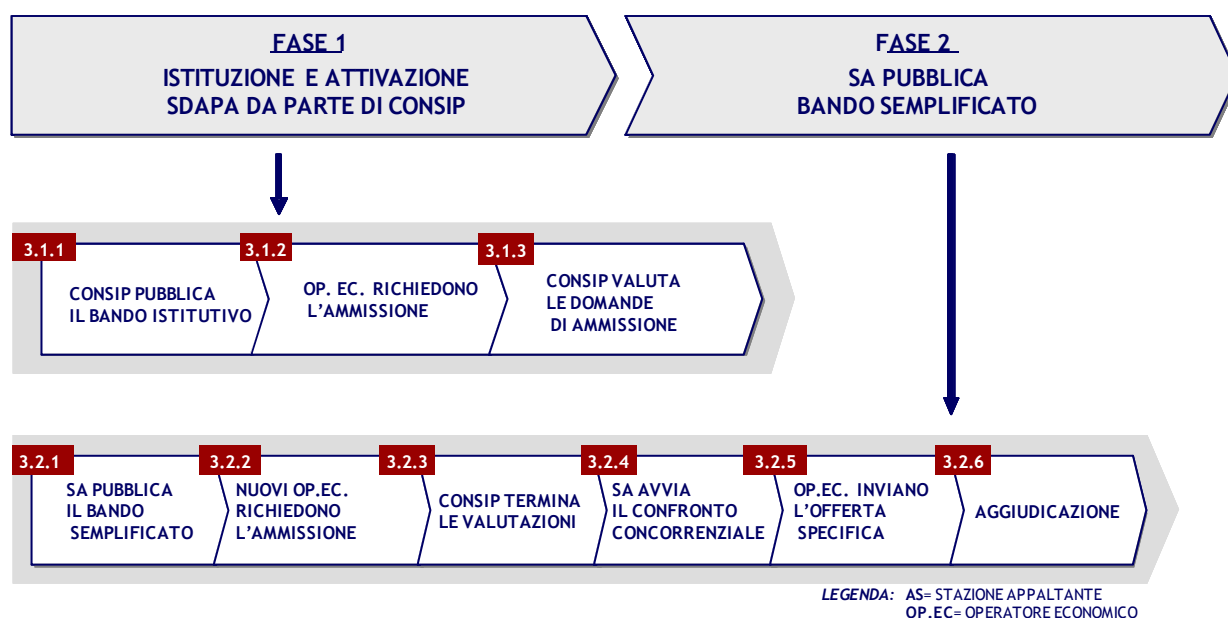 FASE 1
ISTITUZIONE E ATTIVAZIONE
SDAPA DA PARTE DI CONSIP
FASE 2
SA PUBBLICA
BANDO SEMPLIFICATO
3.1.1
CONSIP PUBBLICA
IL BANDO ISTITUTIVO
3.1.2
OP. EC. RICHIEDONO
L’AMMISSIONE
3.1.3
CONSIP VALUTA
LE DOMANDE
DI AMMISSIONE
3.2.1
SA PUBBLICA
IL BANDO
SEMPLIFICATO
3.2.2
NUOVI OP.EC.
RICHIEDONO
L’AMMISSIONE
3.2.3
CONSIP TERMINA
LE VALUTAZIONI
3.2.4
SA AVVIA
IL CONFRONTO
CONCORRENZIALE
3.2.5
OP.EC. INVIANO
L’OFFERTA
SPECIFICA
3.2.6
AGGIUDICAZIONE
LEGENDA: AS= STAZIONE APPALTANTE
OP.EC= OPERATORE ECONOMICO